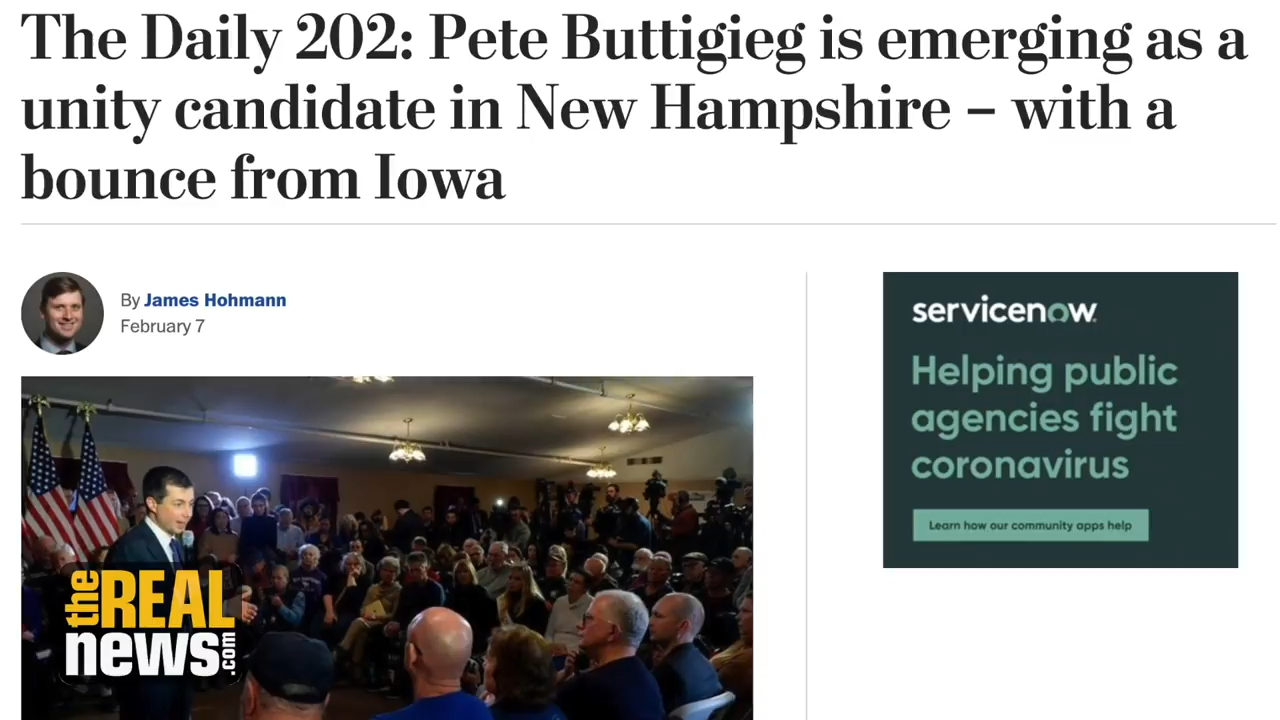 The Daily 202: Pete Buttigieg is emerging as a
unity candidate in New Hampshire – with a
bounce from Iowa
By James Hohmann
February 7
servicenow
Helping public
agencies fight
coronavirus
Learn how our community apps help
the REAL
news.com